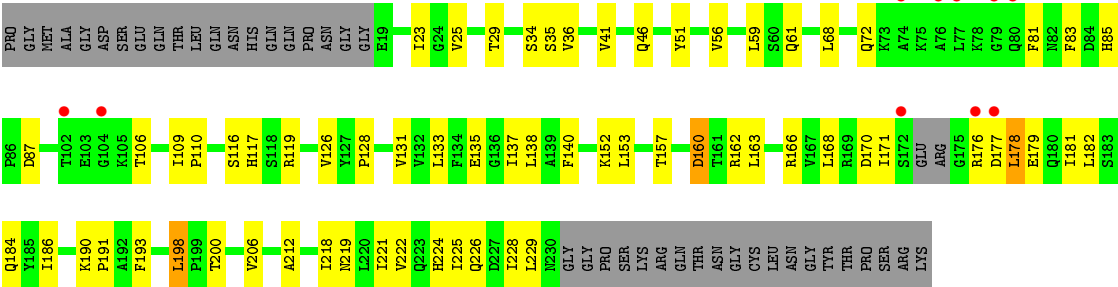 PRO GLY MET ALA GLY ASP SER GLU GLN THR LEU GLN ASN HIS GLN GLN PRO ASN GLY GLY E19 I23 G24 V25 T29 S34 S35 V36 V41 Q46 Y51 V56 L59 S60 Q61 L68 Q72 K73 A74 K75 A76 L77 K78 G79 Q80 F81 N82 F83 D84 H85
P86 D87 T102 E103 G104 K105 T106 I109 P110 S116 H117 S118 R119 V126 Y127 P128 V131 V132 L133 F134 E135 G136 I137 L138 A139 F140 K152 L153 T157 D160 T161 R162 L163 R166 V167 L168 R169 D170 I171 S172 GLU ARG G175 R176 D177 L178 E179 Q180 I181 L182 S183
Q184 Y185 I186 K190 P191 A192 F193 L198 P199 T200 V206 A212 I218 N219 L220 I221 V222 Q223 H224 I225 Q226 D227 I228 L229 N230 GLY GLY PRO SER LYS ARG GLN THR ASN GLY CYS LEU ASN GLY TYR THR PRO SER ARG LYS